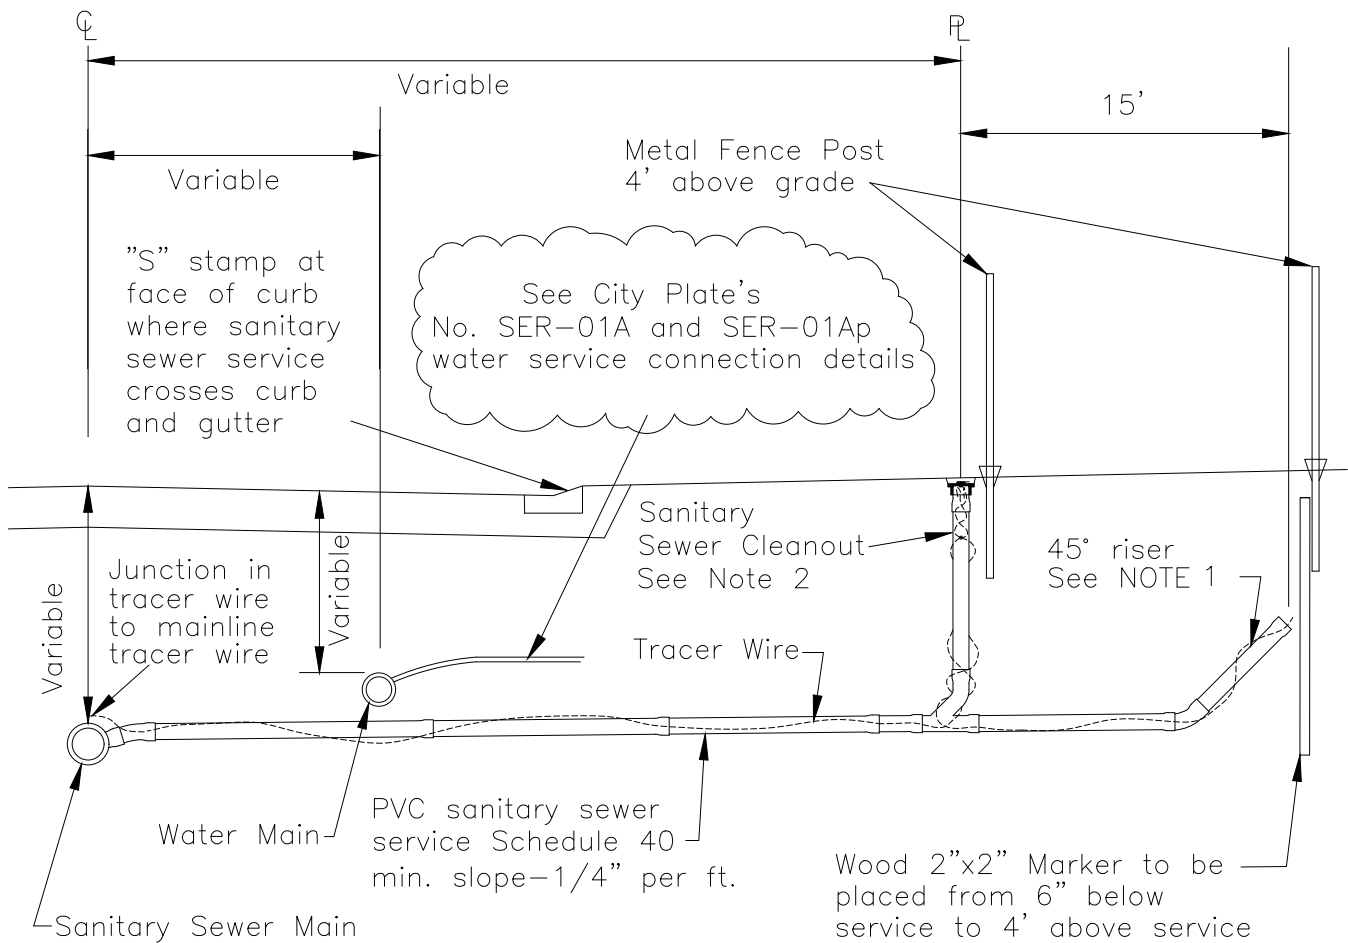 ℄
PL
Variable
15'
Metal Fence Post
4' above grade
Variable
"S" stamp at
face of curb
where sanitary
sewer service
crosses curb
and gutter
See City Plate's
No. SER-01A and SER-01Ap
water service connection details
Sanitary
Sewer Cleanout
See Note 2
45° riser
See NOTE 1
Junction in
tracer wire
to mainline
tracer wire
Variable
Variable
Tracer Wire
Water Main
PVC sanitary sewer
service Schedule 40
min. slope-1/4" per ft.
Wood 2"x2" Marker to be
placed from 6" below
service to 4' above service
Sanitary Sewer Main